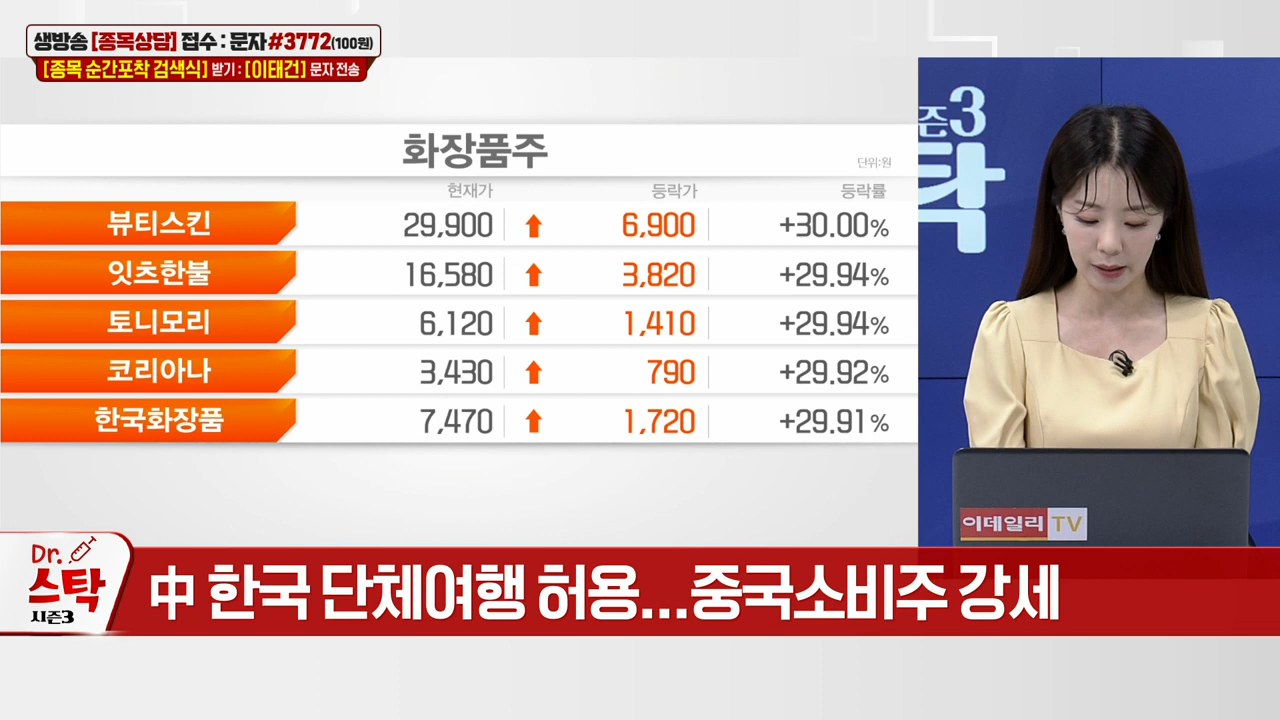 생방송 [종목상담] 접수 : 문자#3772(100원)
[종목 순간포착 검색식] 받기 : [이태건] 문자 전송
화장품주
단위:원
현재가 등락가 등락률
뷰티스킨 29,900 6,900 +30.00%
잇츠한불 16,580 3,820 +29.94%
토니모리 6,120 1,410 +29.94%
코리아나 3,430 790 +29.92%
한국화장품 7,470 1,720 +29.91%
즌3
탁
이데일리 TV
Dr.
스탁
시즌3
中 한국 단체여행 허용...중국소비주 강세